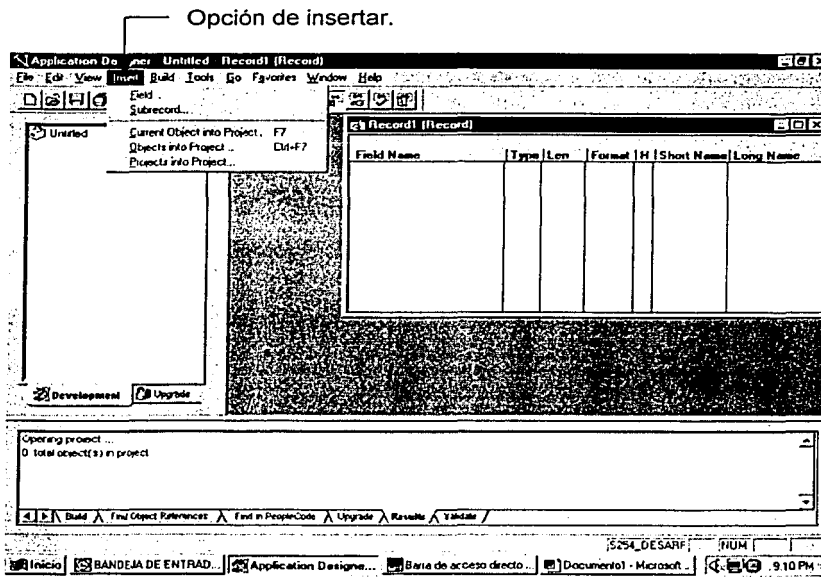 Opción de insertar.
Application De ner Untitled Record1 (Record)
File Edit View Insert Build Tools Go Favorites Window Help
Field...
Subrecord...
Current Object into Project. F7
Objects into Project ... Ctrl+F7
Projects into Project...
Untitled
Record1 (Record)
Field Name Type Len Format H Short Name Long Name
Development Upgrade
Opening project ...
0 total object(s) in project
Build Find Object References Find in PeopleCode Upgrade Results Validate
S254_DESARF NUM
Inicio BANDEJA DE ENTRAD... Application Designe... Barra de acceso directo ... Documento1 - Microsoft ... 9:10 PM